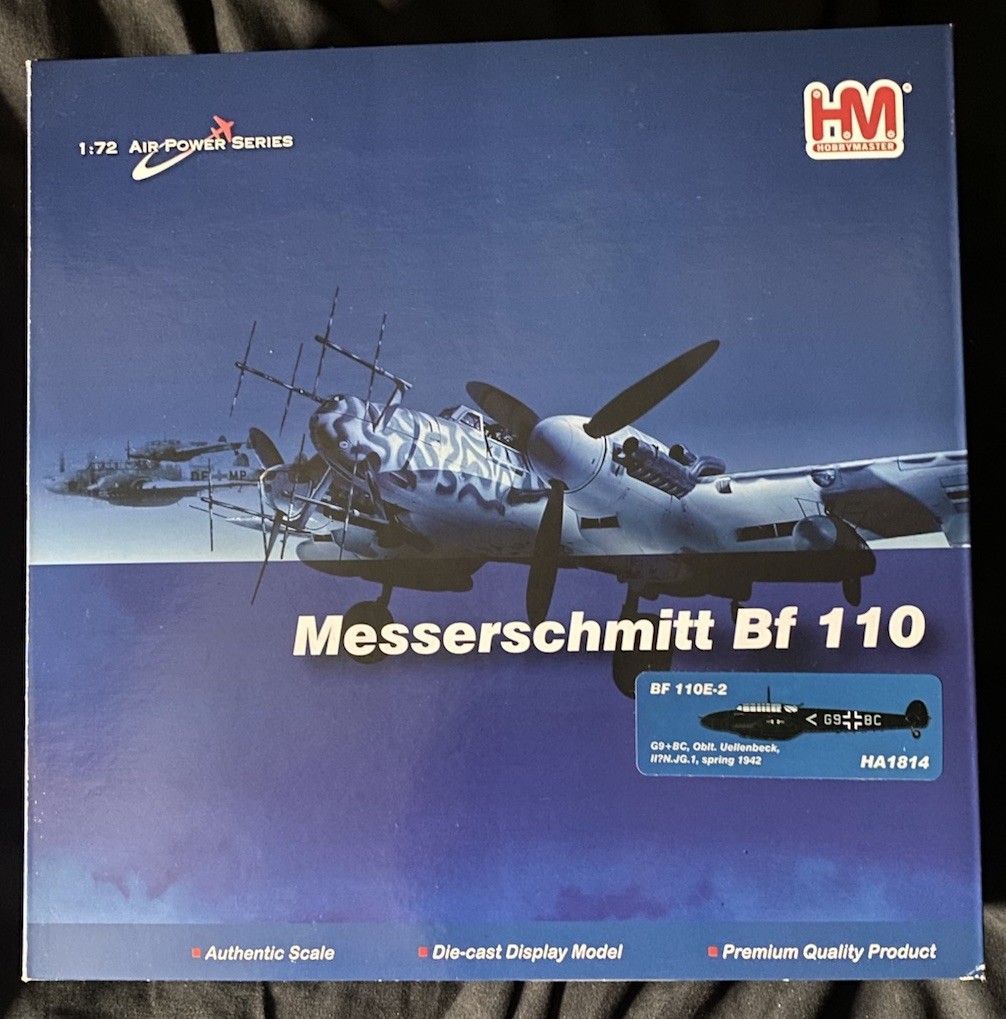 1:72 AIR POWER SERIES
HM®
HOBBYMASTER
Messerschmitt Bf 110
BF 110E-2
G9 BC
G9+BC, Oblt. Uellenbeck,
II?N.JG.1, spring 1942
HA1814
Authentic Scale
Die-cast Display Model
Premium Quality Product